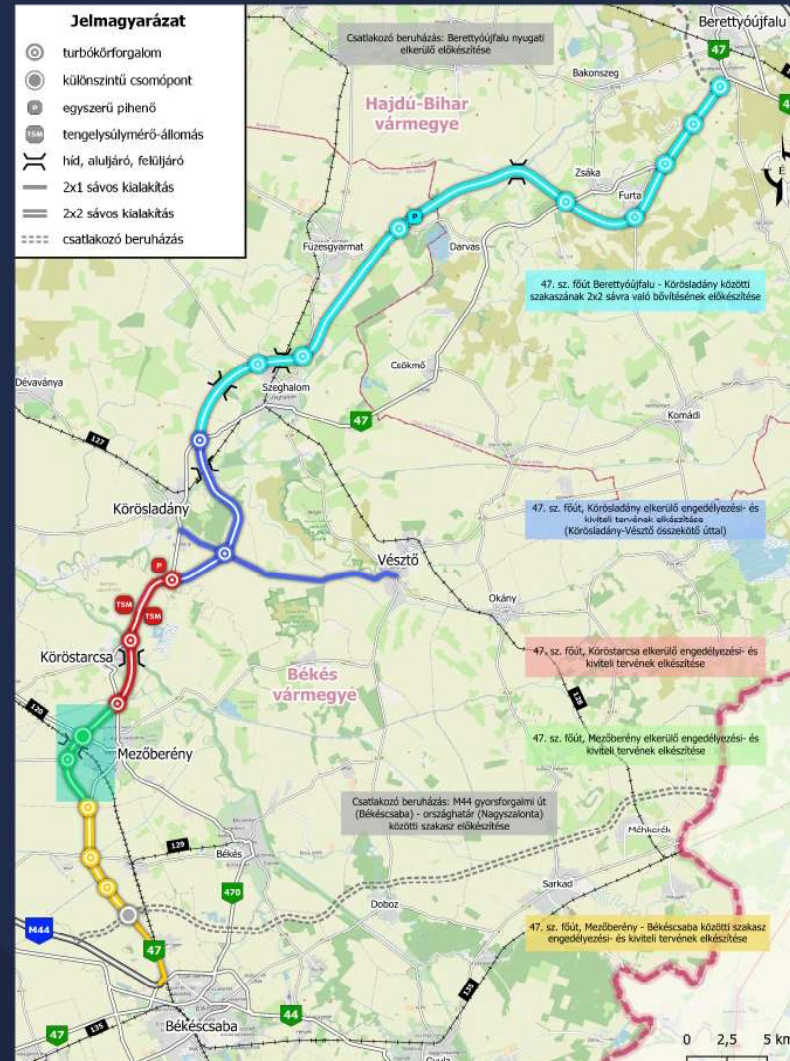 Jelmagyarázat
turbókörforgalom
különszintű csomópont
P
egyszerű pihenő
TSM
tengelysúlymérő-állomás
híd, aluljáró, felüljáró
2x1 sávos kialakítás
2x2 sávos kialakítás
csatlakozó beruházás
Csatlakozó beruházás: Berettyóújfalu nyugati
elkerülő előkészítése
Berettyóújfalu
47
Bakonszeg
Hajdú-Bihar
vármegye
É
Zsáka
Furta
P
Füzesgyarmat
Darvas
47. sz. főút Berettyóújfalu - Körösladány közötti
szakaszának 2x2 sávra való bővítésének előkészítése
Csökmő
Dévaványa
Szeghalom
47
Komádi
127
Körösladány
47. sz. főút, Körösladány elkerülő engedélyezési- és
kiviteli tervének elkészítése
(Körösladány-Vésztő összekötő úttal)
Vésztő
P
Okány
TSM
TSM
Köröstarcsa
47. sz. főút, Köröstarcsa elkerülő engedélyezési- és
kiviteli tervének elkészítése
Békés
vármegye
128
120
Mezőberény
47. sz. főút, Mezőberény elkerülő engedélyezési- és
kiviteli tervének elkészítése
Csatlakozó beruházás: M44 gyorsforgalmi út
(Békéscsaba) - országhatár (Nagyszalonta)
közötti szakasz előkészítése
Méhkerék
129
Békés
470
Sarkad
Doboz
M44
47
47. sz. főút, Mezőberény - Békéscsaba közötti szakasz
engedélyezési- és kiviteli tervének elkészítése
135
44
47
135
Békéscsaba
Gyula
0 2,5 5 km